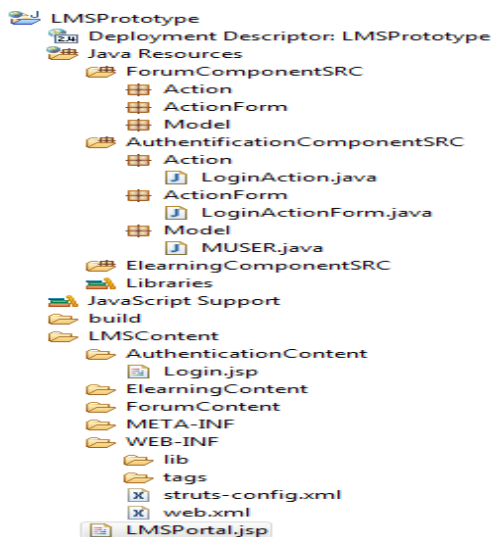 LMSPrototype
2.4 Deployment Descriptor: LMSPrototype
Java Resources
ForumComponentSRC
Action
ActionForm
Model
AuthentificationComponentSRC
Action
J LoginAction.java
ActionForm
J LoginActionForm.java
Model
J MUSER.java
ElearningComponentSRC
Libraries
JavaScript Support
build
LMSContent
AuthenticationContent
Login.jsp
ElearningContent
ForumContent
META-INF
WEB-INF
lib
tags
X struts-config.xml
X web.xml
LMSPortal.jsp